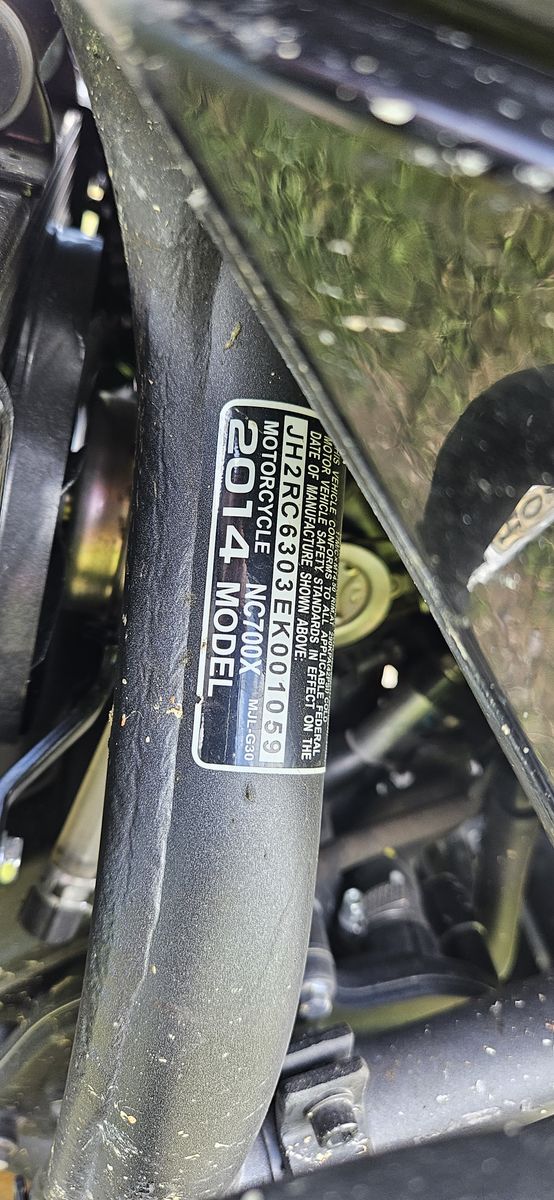 THIS VEHICLE CONFORMS TO ALL APPLICABLE FEDERAL
MOTOR VEHICLE SAFETY STANDARDS IN EFFECT ON THE
DATE OF MANUFACTURE SHOWN ABOVE.
JH2RC6303EK001059
MOTORCYCLE NC700X MJL-G30
2014 MODEL